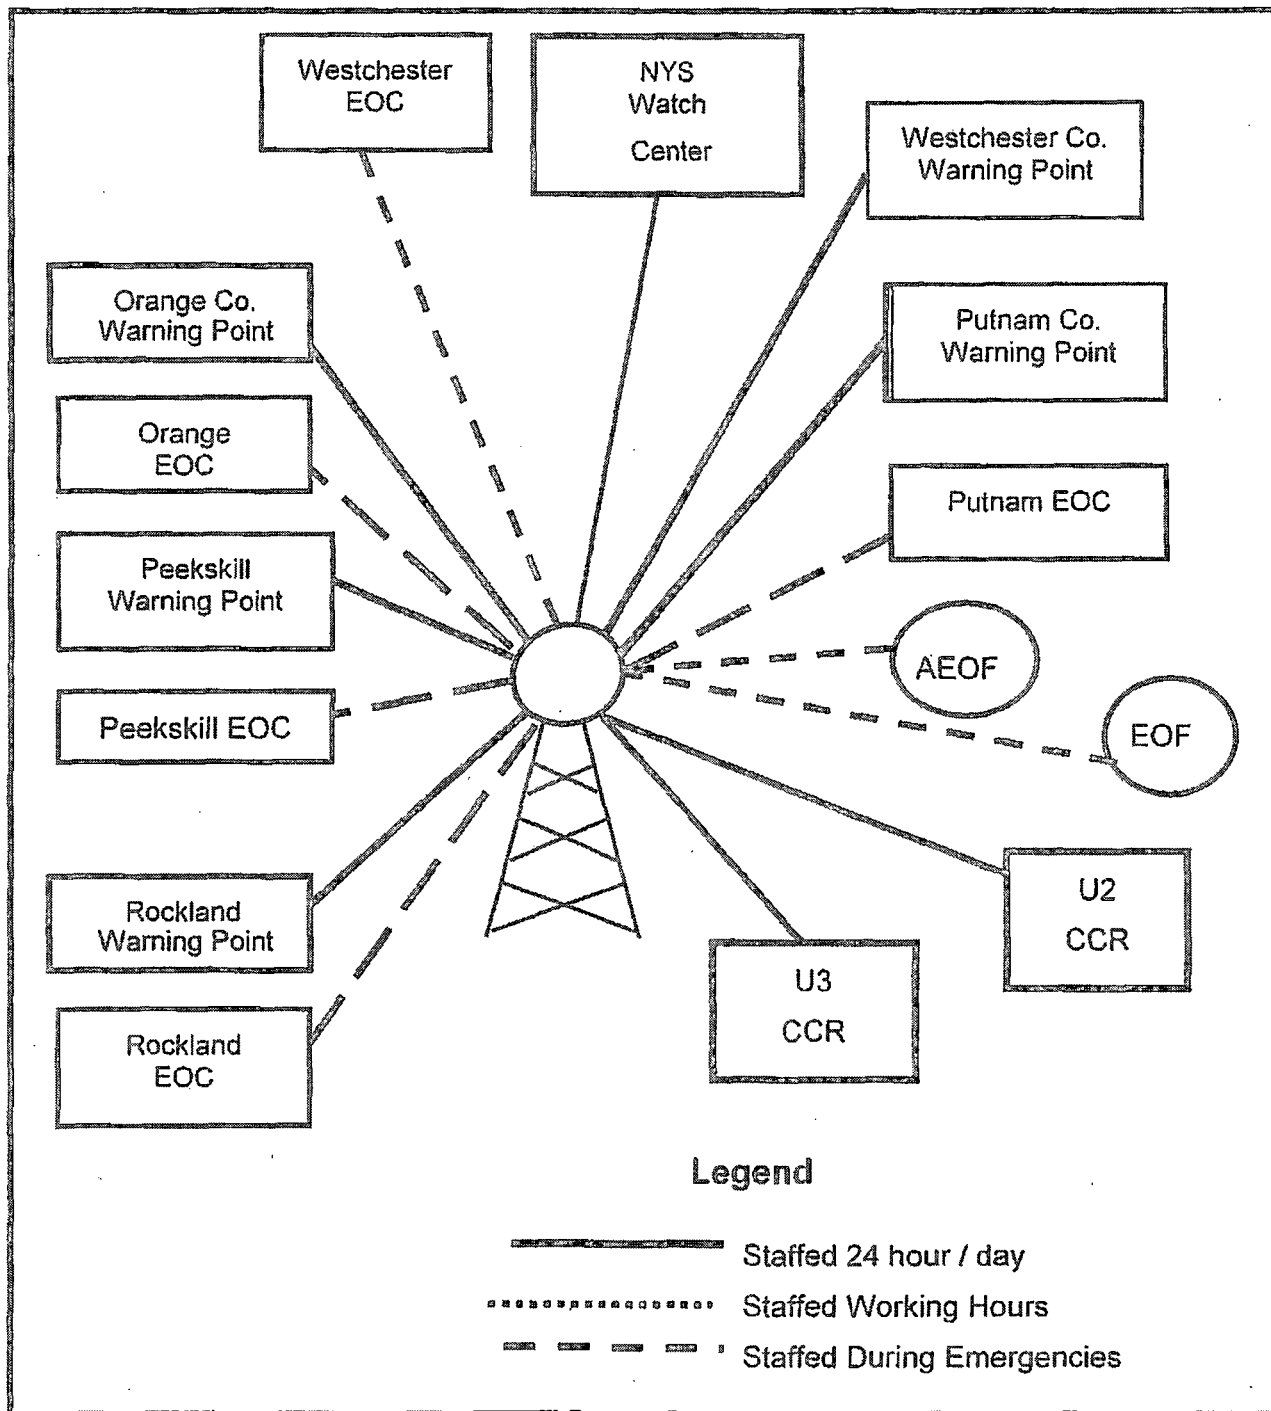 Westchester
EOC
NYS
Watch
Center
Westchester Co.
Warning Point
Orange Co.
Warning Point
Putnam Co.
Warning Point
Orange
EOC
Putnam EOC
Peekskill
Warning Point
AEOF
Peekskill EOC
EOF
U2
CCR
Rockland
Warning Point
U3
CCR
Rockland
EOC
Legend
Staffed 24 hour / day
Staffed Working Hours
Staffed During Emergencies